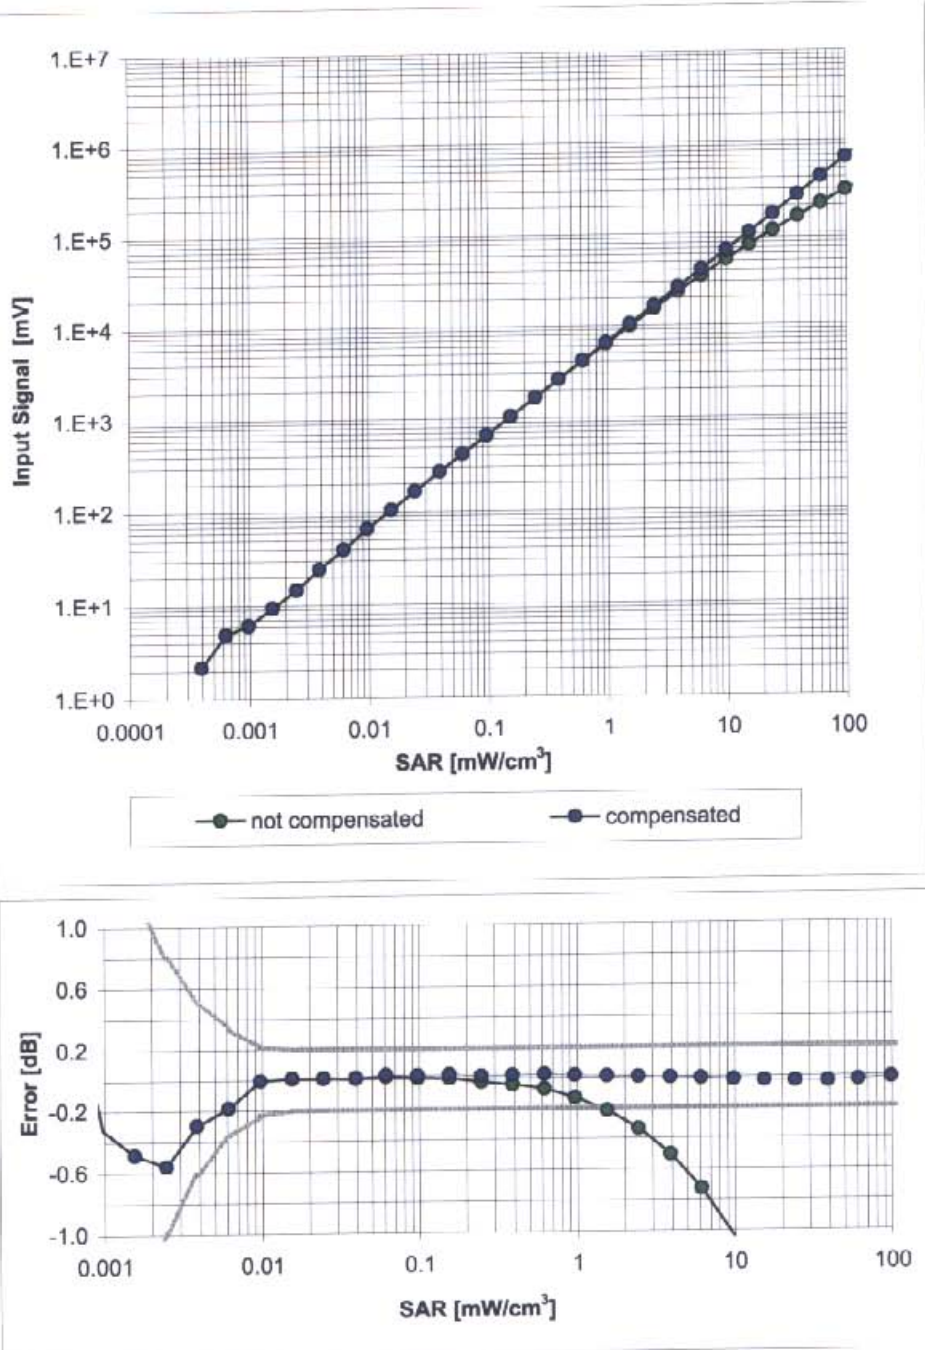 1.E+7
1.E+6
1.E+5
1.E+4
1.E+3
1.E+2
1.E+1
1.E+0
Input Signal [mV]
0.0001 0.001 0.01 0.1 1 10 100
SAR [mW/cm³]
not compensated compensated
1.0
0.6
0.2
-0.2
-0.6
-1.0
Error [dB]
0.001 0.01 0.1 1 10 100
SAR [mW/cm³]